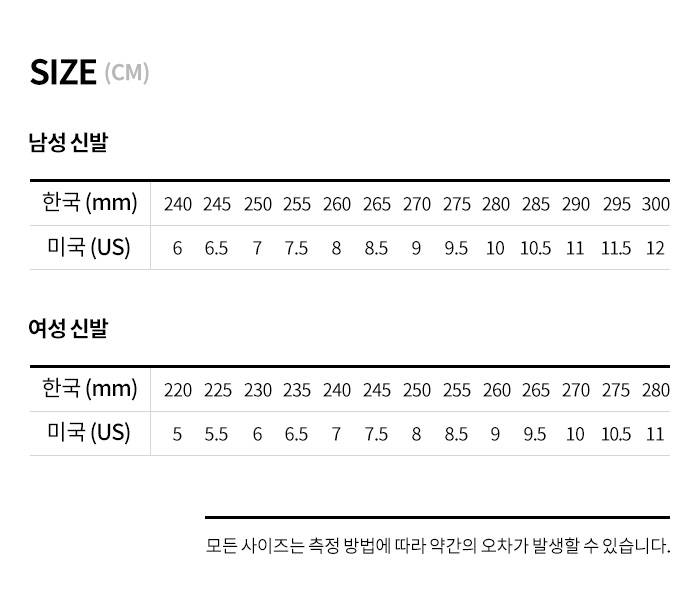 SIZE (CM)
남성 신발
한국 (mm) 240 245 250 255 260 265 270 275 280 285 290 295 300
미국 (US) 6 6.5 7 7.5 8 8.5 9 9.5 10 10.5 11 11.5 12
여성 신발
한국 (mm) 220 225 230 235 240 245 250 255 260 265 270 275 280
미국 (US) 5 5.5 6 6.5 7 7.5 8 8.5 9 9.5 10 10.5 11
모든 사이즈는 측정 방법에 따라 약간의 오차가 발생할 수 있습니다.